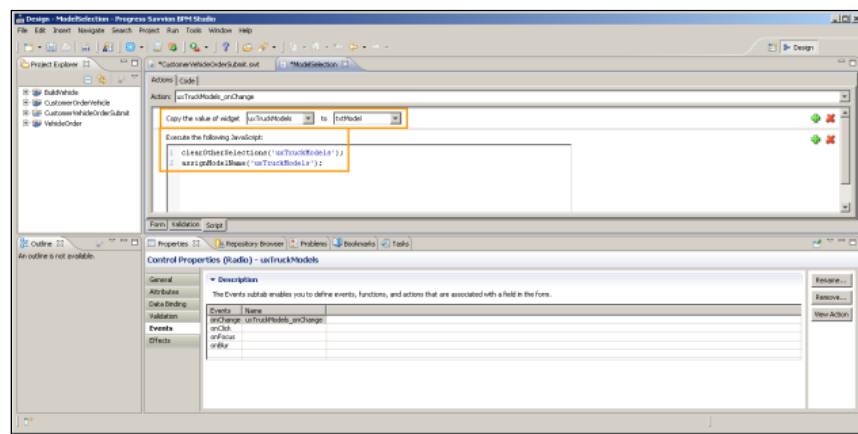 Design - ModelSelection - Progress Savvion BPM Studio
File Edit Insert Navigate Search Project Run Tools Window Help
Design
Project Explorer
*CustomerVehicleOrderSubmit.swt
*ModelSelection
BuildVehicle
CustomerOrderVehicle
CustomerVehicleOrderSubmit
VehicleOrder
Actions Code
Action: uxTruckModels_onChange
Copy the value of widget uxTruckModels to txtModel
Execute the following JavaScript:
1 clearOtherSelections('uxTruckModels');
2 assignModelName('uxTruckModels');
Form Validation Script
Outline
An outline is not available.
Properties Repository Browser Problems Bookmarks Tasks
Control Properties (Radio) - uxTruckModels
General
Attributes
Data Binding
Validation
Events
Effects
Description
The Events subtab enables you to define events, functions, and actions that are associated with a field in the form.
Events Name
onChange uxTruckModels_onChange
onClick
onFocus
onBlur
Rename...
Remove...
View Action